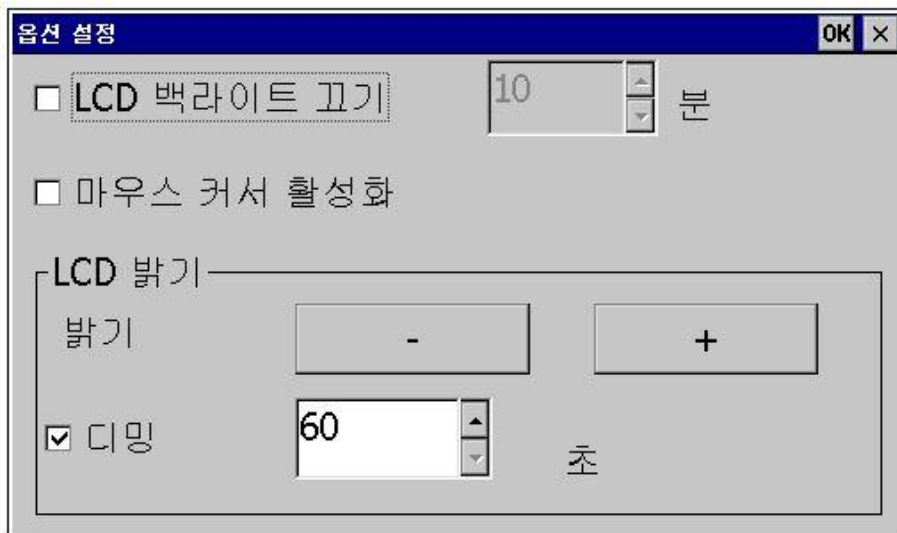 옵션 설정 OK ×
LCD 백라이트 끄기 10 분
마우스 커서 활성화
LCD 밝기
밝기 - +
디밍 60 초